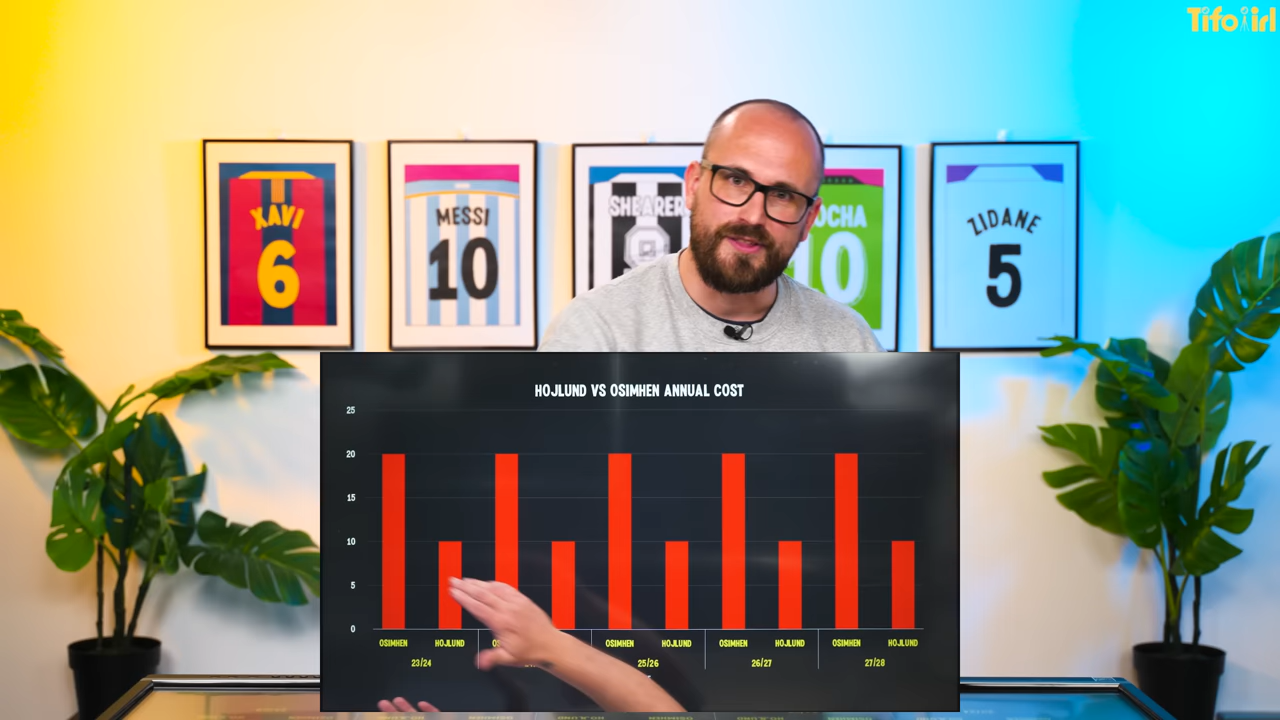 Tifo irl
XAVI
6
MESSI
10
SHEARER
9
OCHA
10
ZIDANE
5
HOJLUND VS OSIMHEN ANNUAL COST
25
20
15
10
5
0
OSIMHEN HOJLUND OSIMHEN HOJLUND OSIMHEN HOJLUND OSIMHEN HOJLUND
23/24 25/26 26/27 27/28